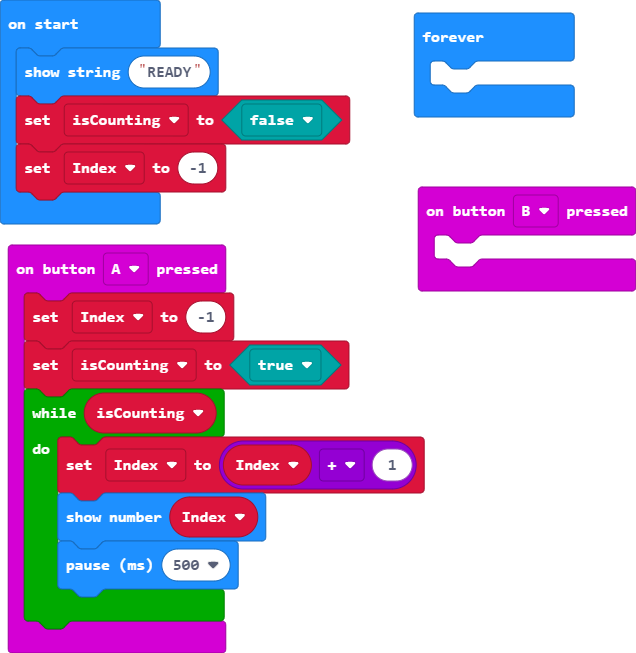 on start
show string "READY"
set isCounting to false
set Index to -1
forever
on button B pressed
on button A pressed
set Index to -1
set isCounting to true
while isCounting
do
set Index to Index + 1
show number Index
pause (ms) 500